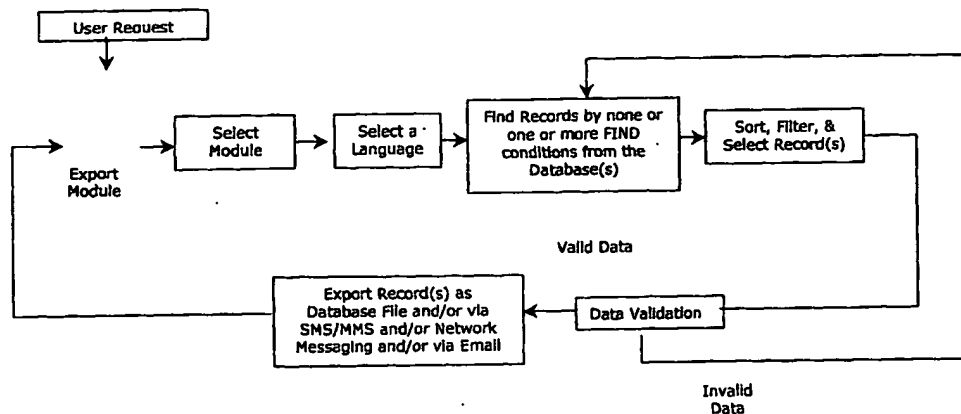 User Request
Export
Module
Select
Module
Select a
Language
Find Records by none or
one or more FIND
conditions from the
Database(s)
Sort, Filter, &
Select Record(s)
Valid Data
Export Record(s) as
Database File and/or via
SMS/MMS and/or Network
Messaging and/or via Email
Data Validation
Invalid
Data